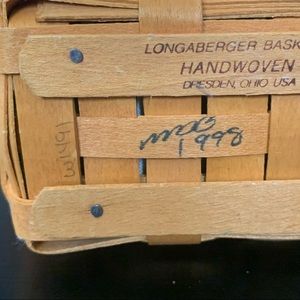 LONGABERGER BASK
HANDWOVEN
DRESDEN, OHIO USA
1998